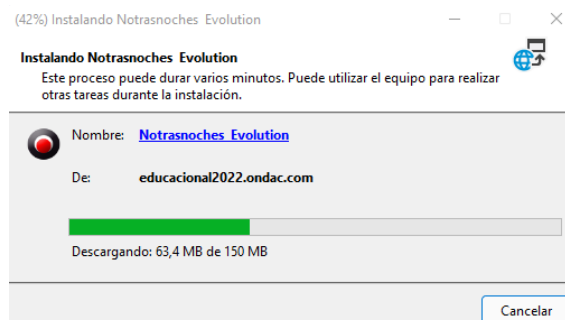 (42%) Instalando Notrasnoches Evolution
Instalando Notrasnoches Evolution
Este proceso puede durar varios minutos. Puede utilizar el equipo para realizar
otras tareas durante la instalación.
Nombre: Notrasnoches Evolution
De: educacional2022.ondac.com
Descargando: 63,4 MB de 150 MB
Cancelar